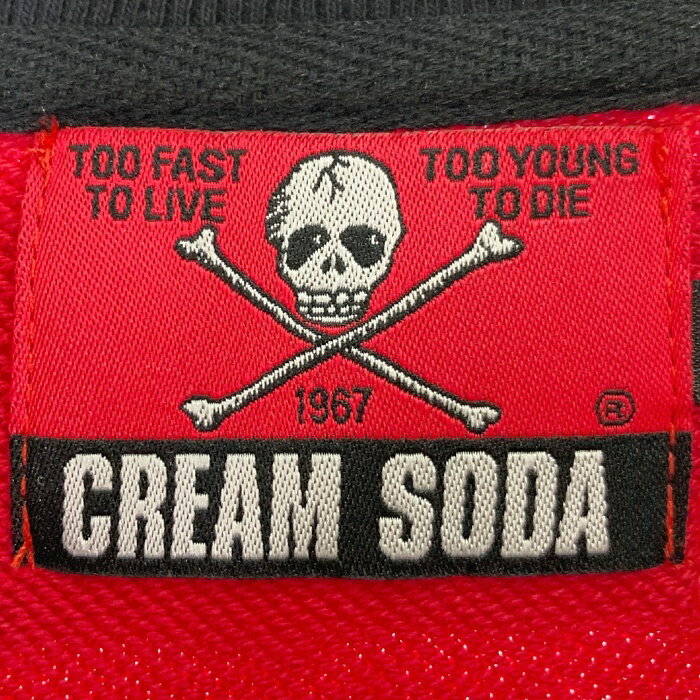 TOO FAST
TO LIVE
TOO YOUNG
TO DIE
1967
®
CREAM SODA